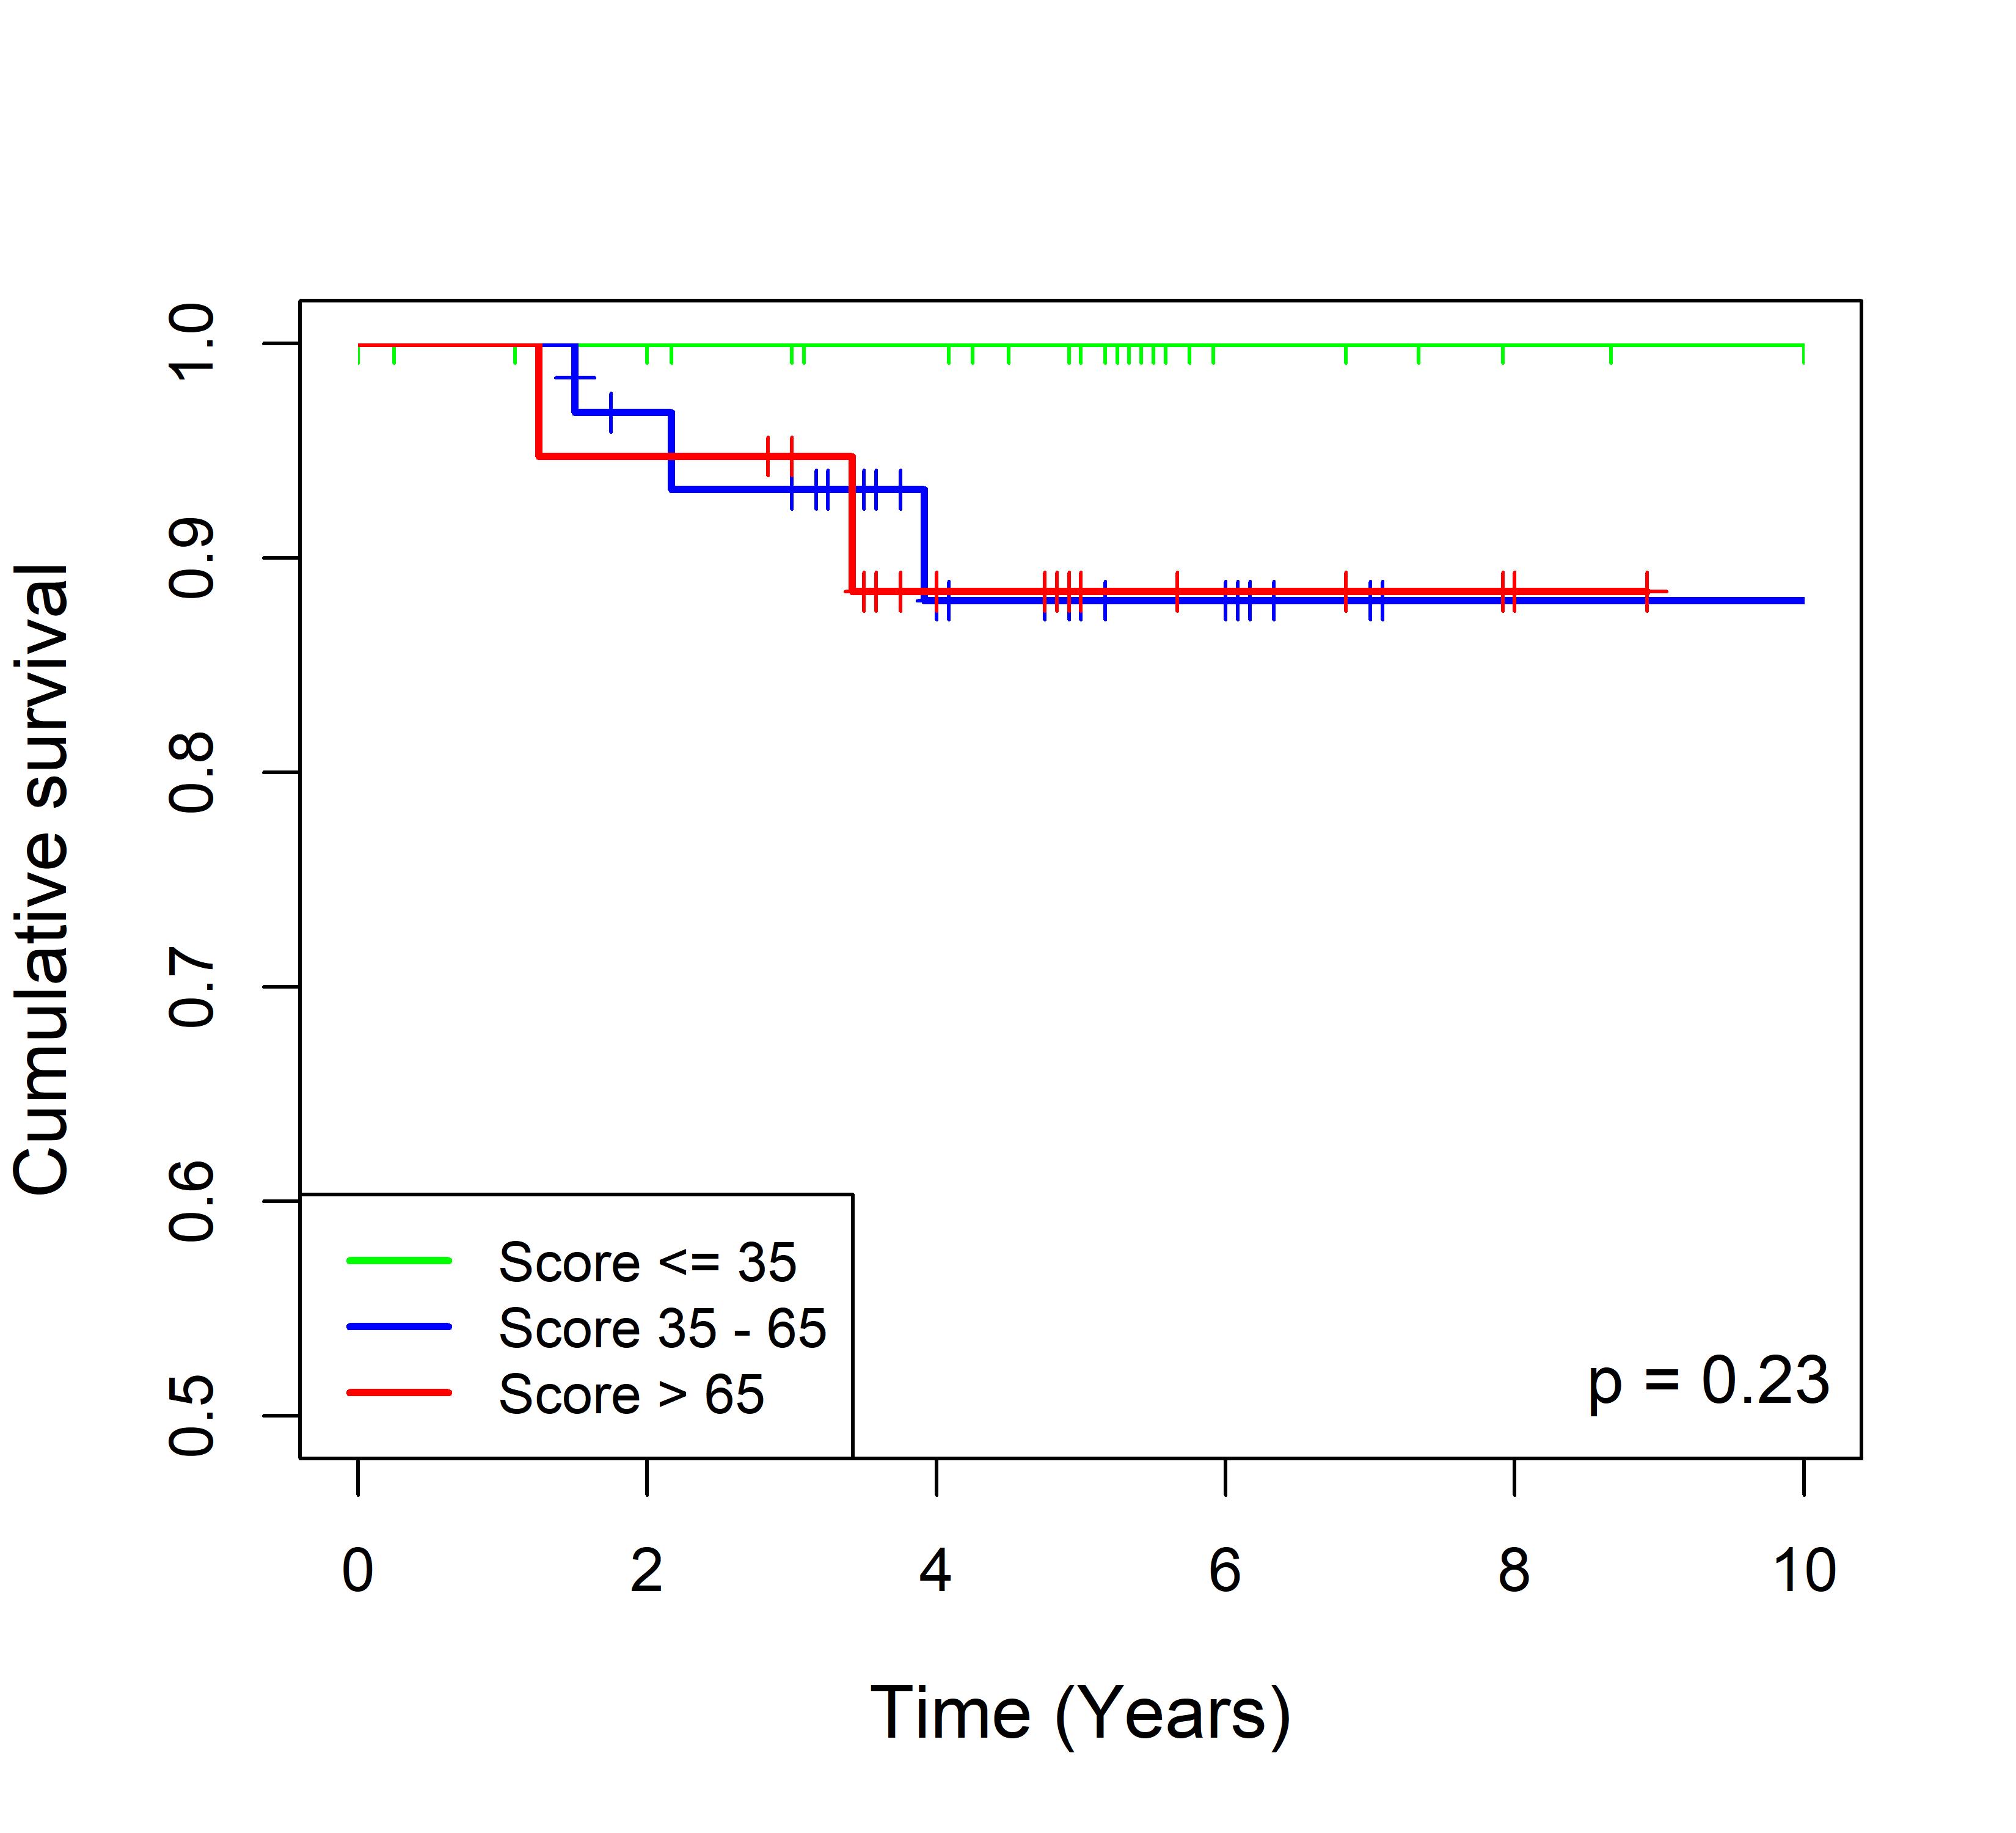 Cumulative survival
1.0
0.9
0.8
0.7
0.6
0.5
Score <= 35
Score 35 - 65
Score > 65
p = 0.23
0 2 4 6 8 10
Time (Years)